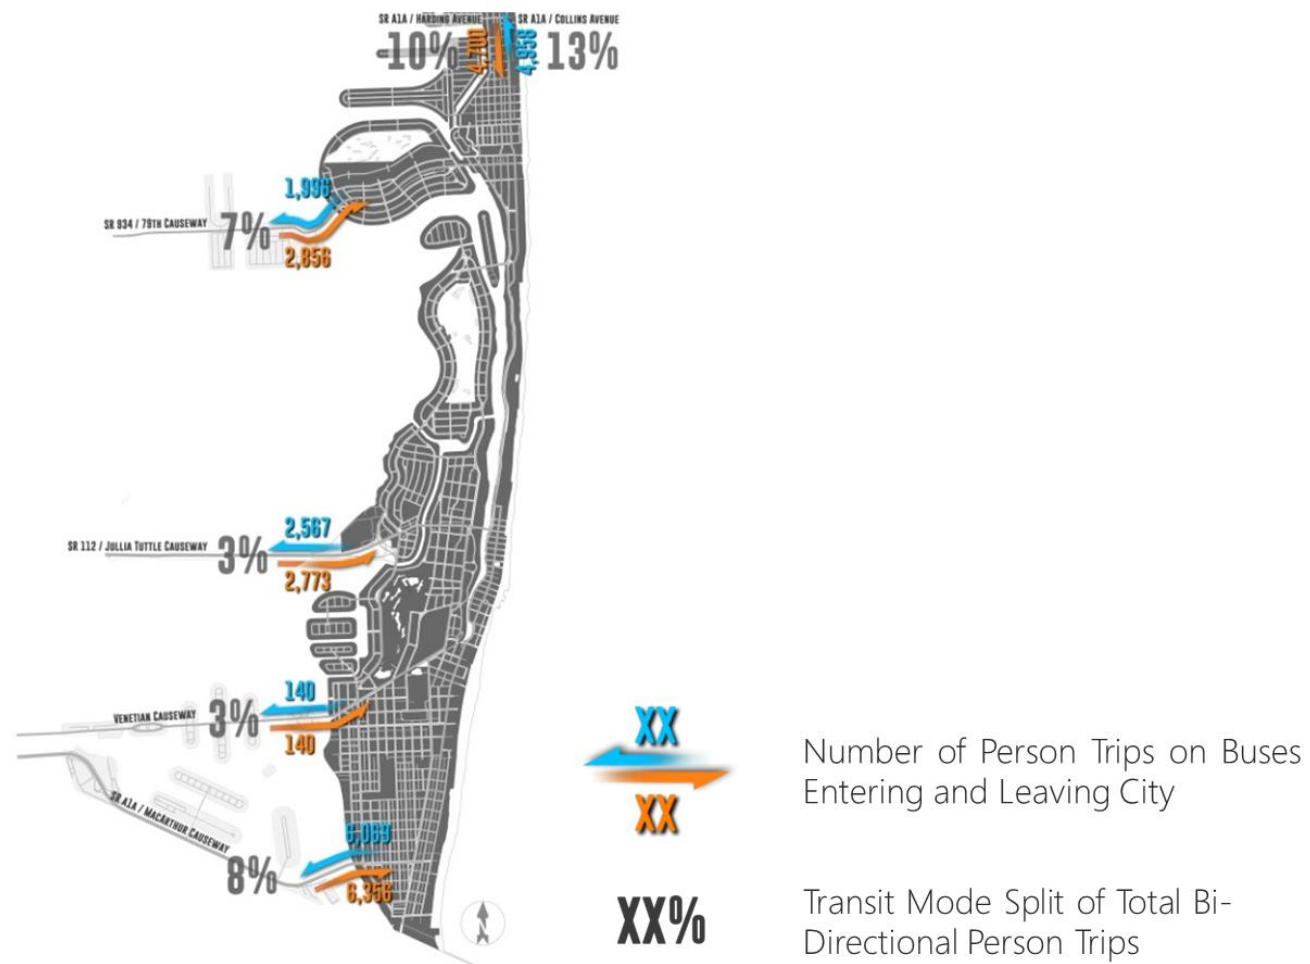 SR A1A / HARDING AVENUE
SR A1A / COLLINS AVENUE
10%
4,700
4,958
13%
1,996
SR 934 / 79TH CAUSEWAY
7%
2,856
2,567
SR 112 / JULLIA TUTTLE CAUSEWAY
3%
2,773
140
VENETIAN CAUSEWAY
3%
140
SR A1A / MACARTHUR CAUSEWAY
6,069
8%
6,356
XX
XX
Number of Person Trips on Buses
Entering and Leaving City
XX%
Transit Mode Split of Total Bi-
Directional Person Trips
N